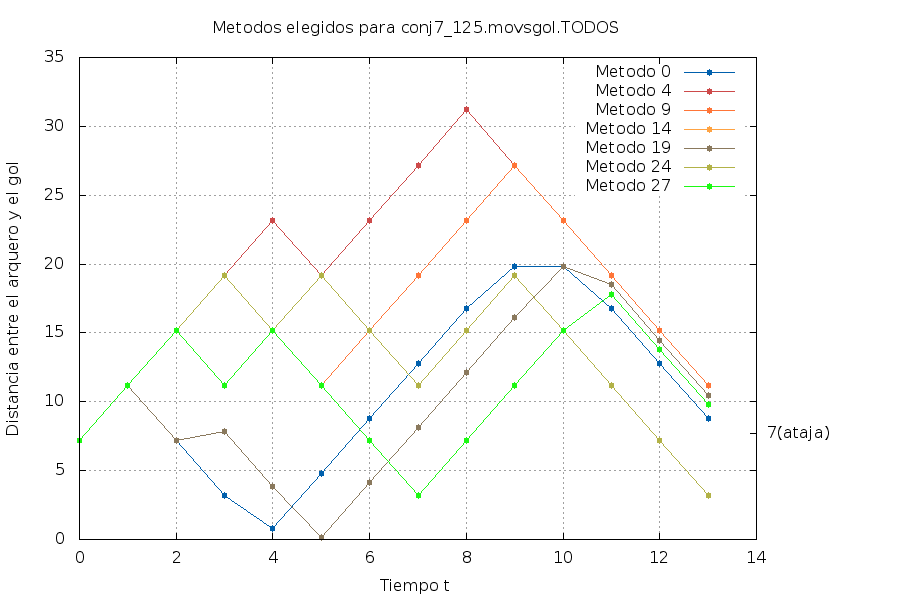 Metodos elegidos para conj7_125.movsgol.TODOS
Distancia entre el arquero y el gol
35
30
25
20
15
10
5
0
Metodo 0
Metodo 4
Metodo 9
Metodo 14
Metodo 19
Metodo 24
Metodo 27
7(ataja)
0 2 4 6 8 10 12 14
Tiempo t